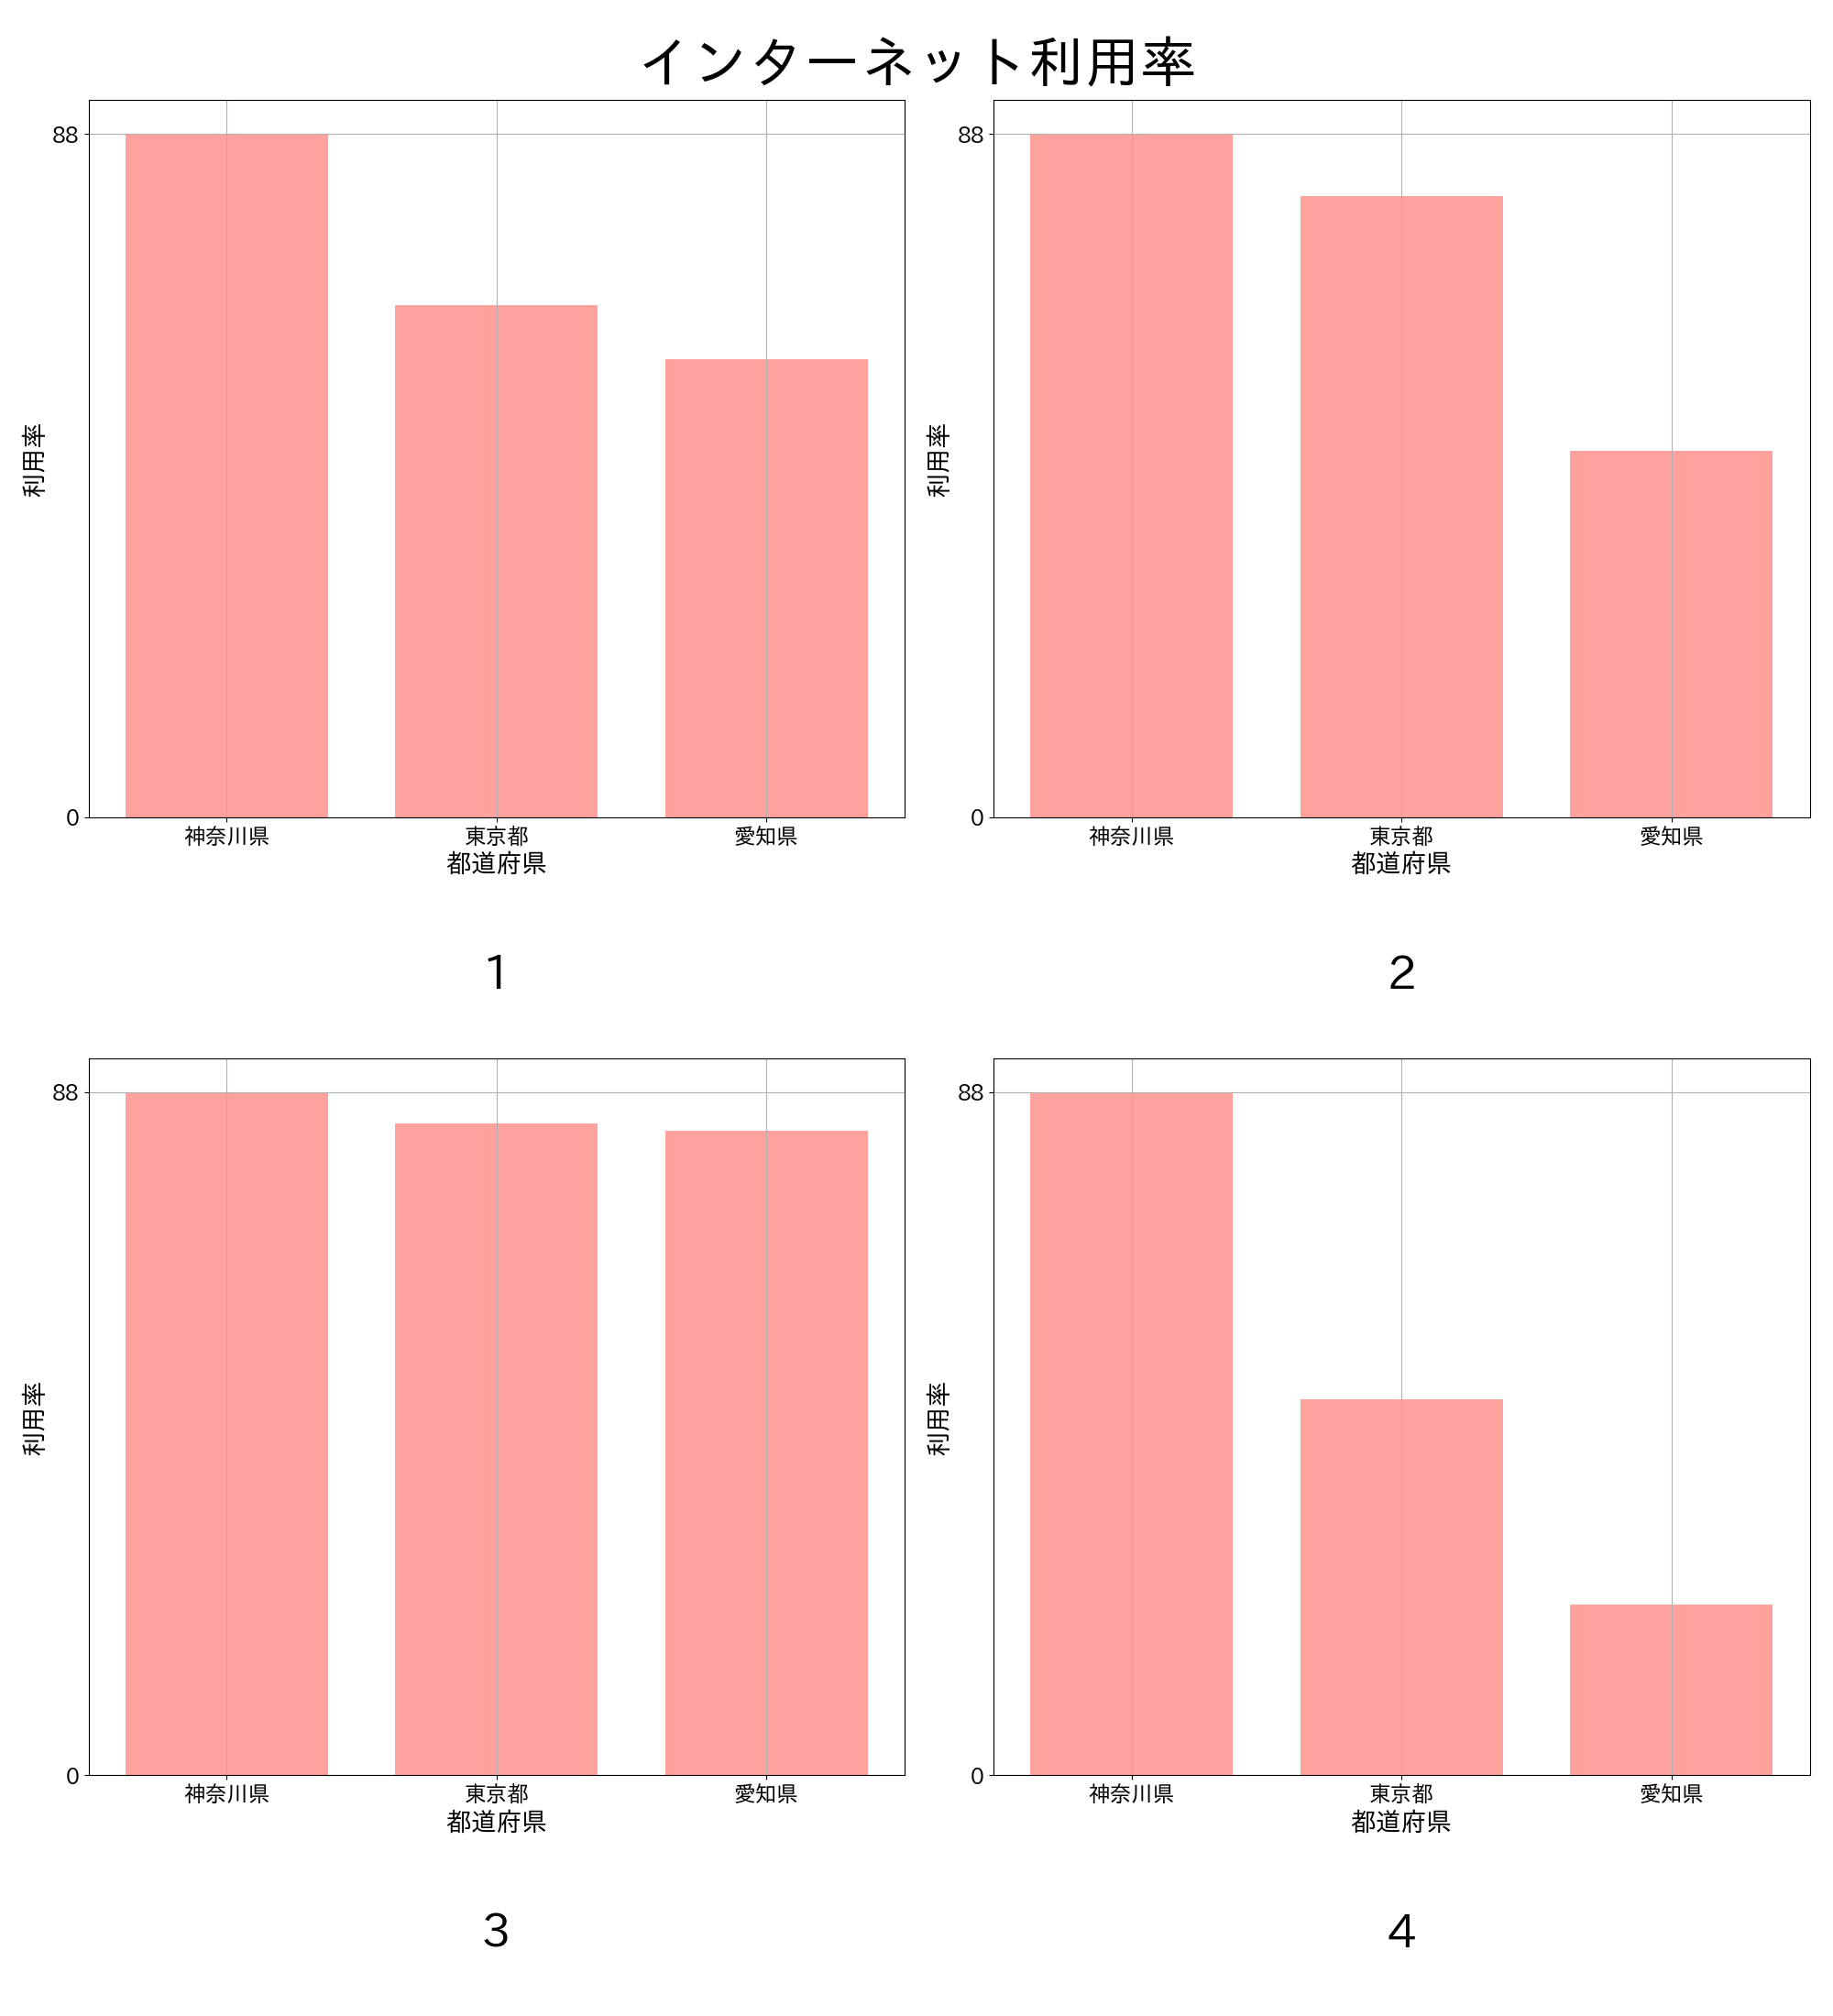 インターネット利用率
88
0
利用率
神奈川県 東京都 愛知県
都道府県
1
88
0
利用率
神奈川県 東京都 愛知県
都道府県
2
88
0
利用率
神奈川県 東京都 愛知県
都道府県
3
88
0
利用率
神奈川県 東京都 愛知県
都道府県
4